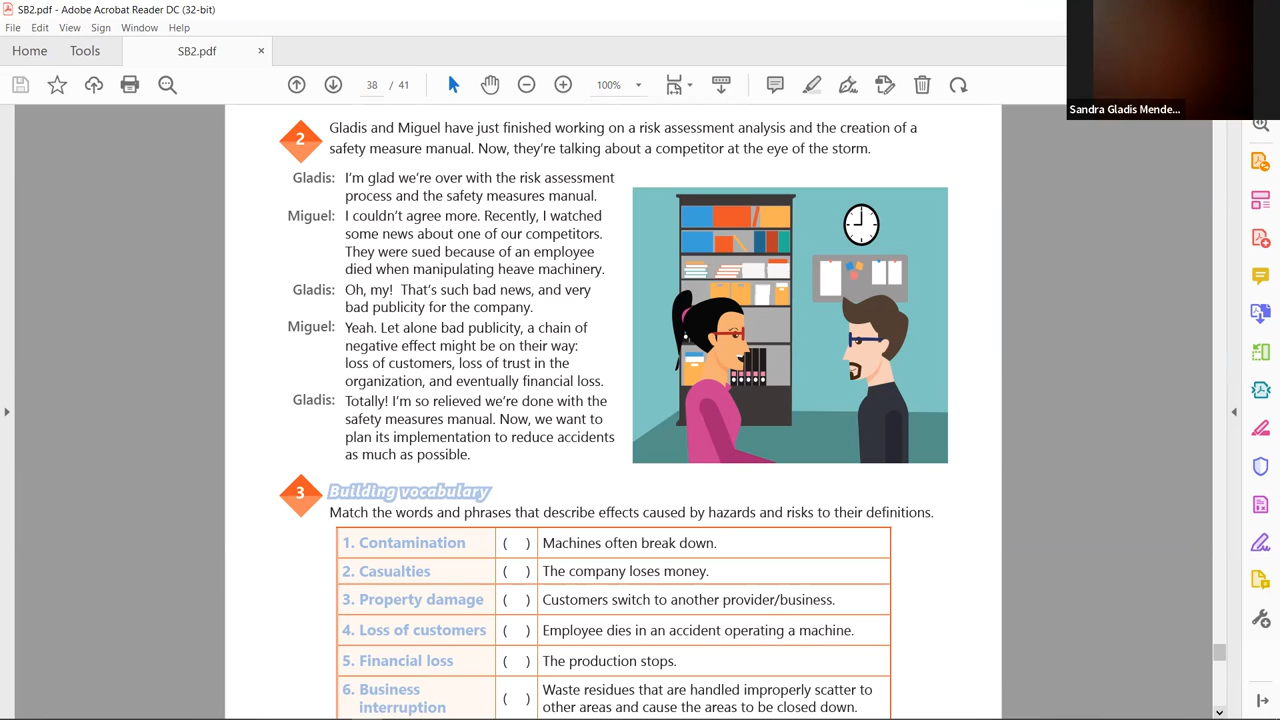 SB2.pdf - Adobe Acrobat Reader DC (32-bit)
File Edit View Sign Window Help
Home Tools SB2.pdf ×
38 / 41 100%
Sandra Gladis Mende...
2
Gladis and Miguel have just finished working on a risk assessment analysis and the creation of a
safety measure manual. Now, they're talking about a competitor at the eye of the storm.
Gladis: I'm glad we're over with the risk assessment
process and the safety measures manual.
Miguel: I couldn't agree more. Recently, I watched
some news about one of our competitors.
They were sued because of an employee
died when manipulating heave machinery.
Gladis: Oh, my! That's such bad news, and very
bad publicity for the company.
Miguel: Yeah. Let alone bad publicity, a chain of
negative effect might be on their way:
loss of customers, loss of trust in the
organization, and eventually financial loss.
Gladis: Totally! I'm so relieved we're done with the
safety measures manual. Now, we want to
plan its implementation to reduce accidents
as much as possible.
3 Building vocabulary
Match the words and phrases that describe effects caused by hazards and risks to their definitions.
1. Contamination ( ) Machines often break down.
2. Casualties ( ) The company loses money.
3. Property damage ( ) Customers switch to another provider/business.
4. Loss of customers ( ) Employee dies in an accident operating a machine.
5. Financial loss ( ) The production stops.
6. Business ( ) Waste residues that are handled improperly scatter to
interruption other areas and cause the areas to be closed down.